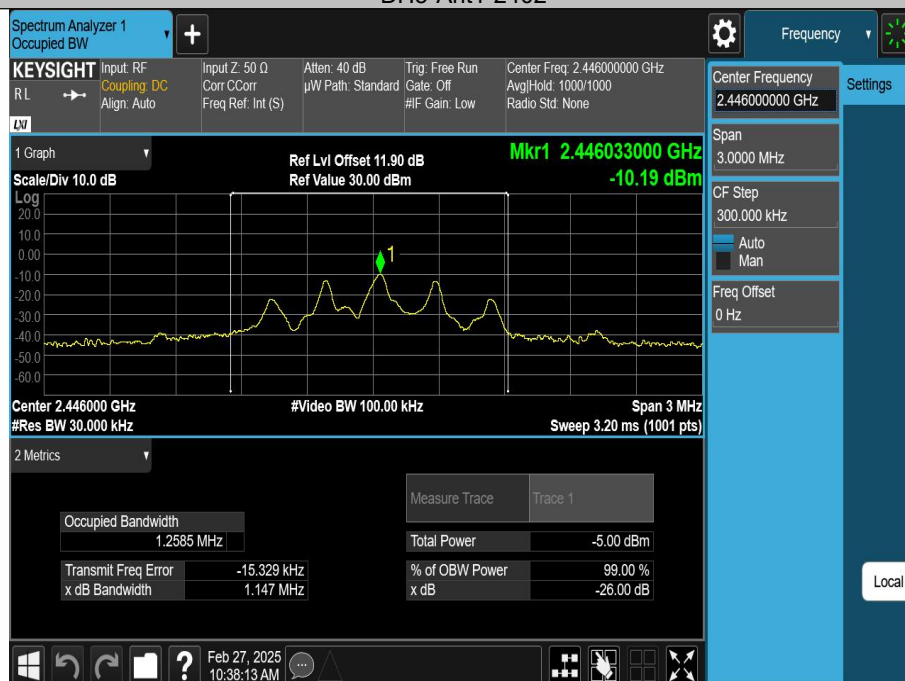 Spectrum Analyzer 1
Occupied BW
+
Frequency
KEYSIGHT
RL
LXI
Input: RF
Coupling: DC
Align: Auto
Input Z: 50 Ω
Corr CCorr
Freq Ref: Int (S)
Atten: 40 dB
µW Path: Standard
Trig: Free Run
Gate: Off
#IF Gain: Low
Center Freq: 2.446000000 GHz
Avg|Hold: 1000/1000
Radio Std: None
Center Frequency
2.446000000 GHz
Settings
Span
3.0000 MHz
CF Step
300.000 kHz
Auto
Man
Freq Offset
0 Hz
Local
1 Graph
Scale/Div 10.0 dB
Ref Lvl Offset 11.90 dB
Ref Value 30.00 dBm
Mkr1 2.446033000 GHz
-10.19 dBm
Log
20.0
10.0
0.00
-10.0
-20.0
-30.0
-40.0
-50.0
-60.0
1
Center 2.446000 GHz
#Video BW 100.00 kHz
Span 3 MHz
#Res BW 30.000 kHz
Sweep 3.20 ms (1001 pts)
2 Metrics
Measure Trace
Trace 1
Occupied Bandwidth
1.2585 MHz
Total Power
-5.00 dBm
Transmit Freq Error
-15.329 kHz
% of OBW Power
99.00 %
x dB Bandwidth
1.147 MHz
x dB
-26.00 dB
?
Feb 27, 2025
10:38:13 AM